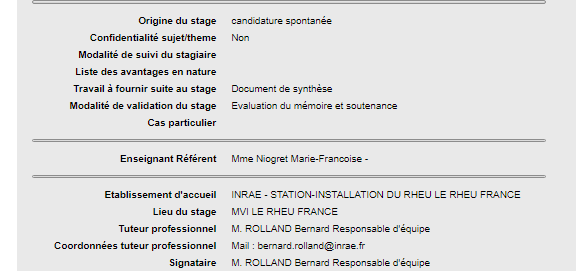 Origine du stage candidature spontanée
Confidentialité sujet/theme Non
Modalité de suivi du stagiaire
Liste des avantages en nature
Travail à fournir suite au stage Document de synthèse
Modalité de validation du stage Evaluation du mémoire et soutenance
Cas particulier
Enseignant Référent Mme Niogret Marie-Francoise -
Etablissement d'accueil INRAE - STATION-INSTALLATION DU RHEU LE RHEU FRANCE
Lieu du stage MVI LE RHEU FRANCE
Tuteur professionnel M. ROLLAND Bernard Responsable d'équipe
Coordonnées tuteur professionnel Mail : bernard.rolland@inrae.fr
Signataire M. ROLLAND Bernard Responsable d'équipe